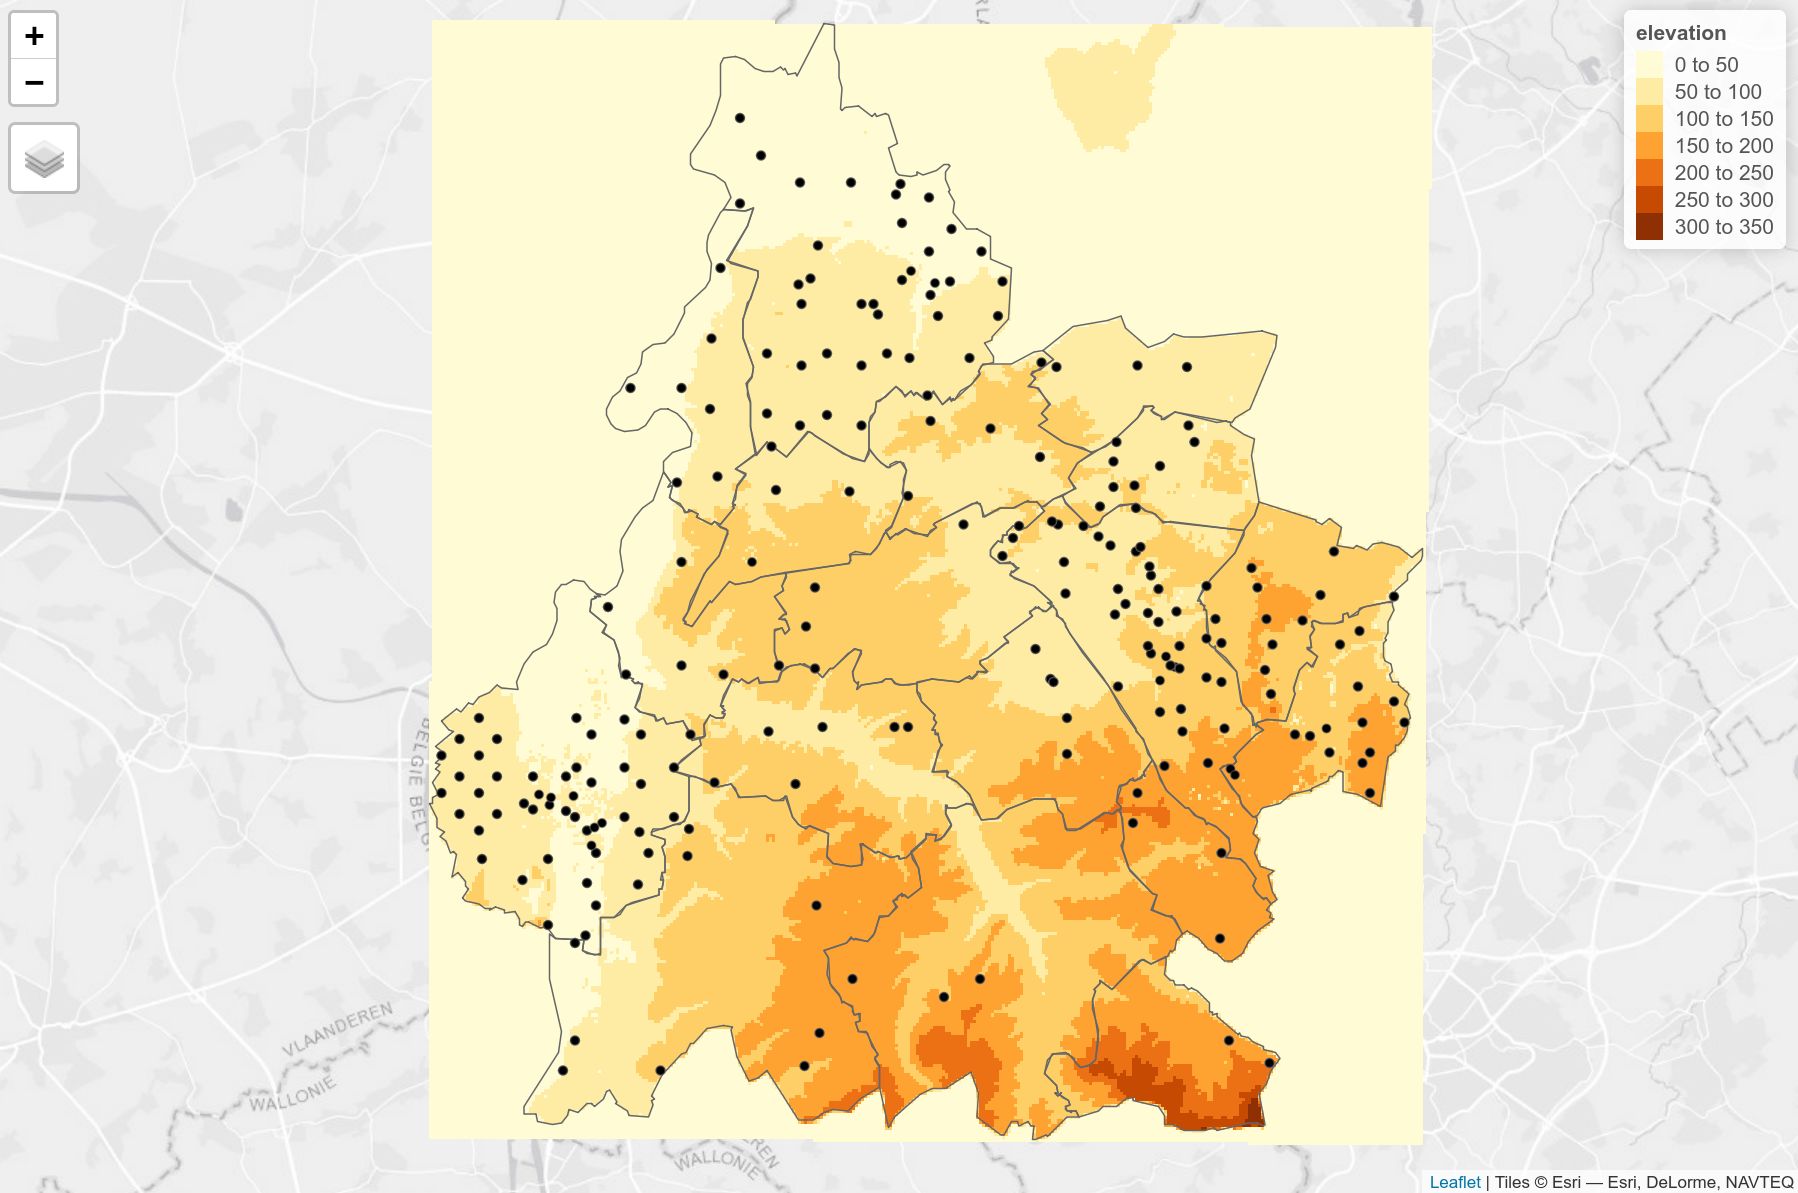 +
−
elevation
0 to 50
50 to 100
100 to 150
150 to 200
200 to 250
250 to 300
300 to 350
BELGIE BELG
VLAANDEREN
WALLONIE
WALLONIE
Leaflet | Tiles © Esri — Esri, DeLorme, NAVTEQ